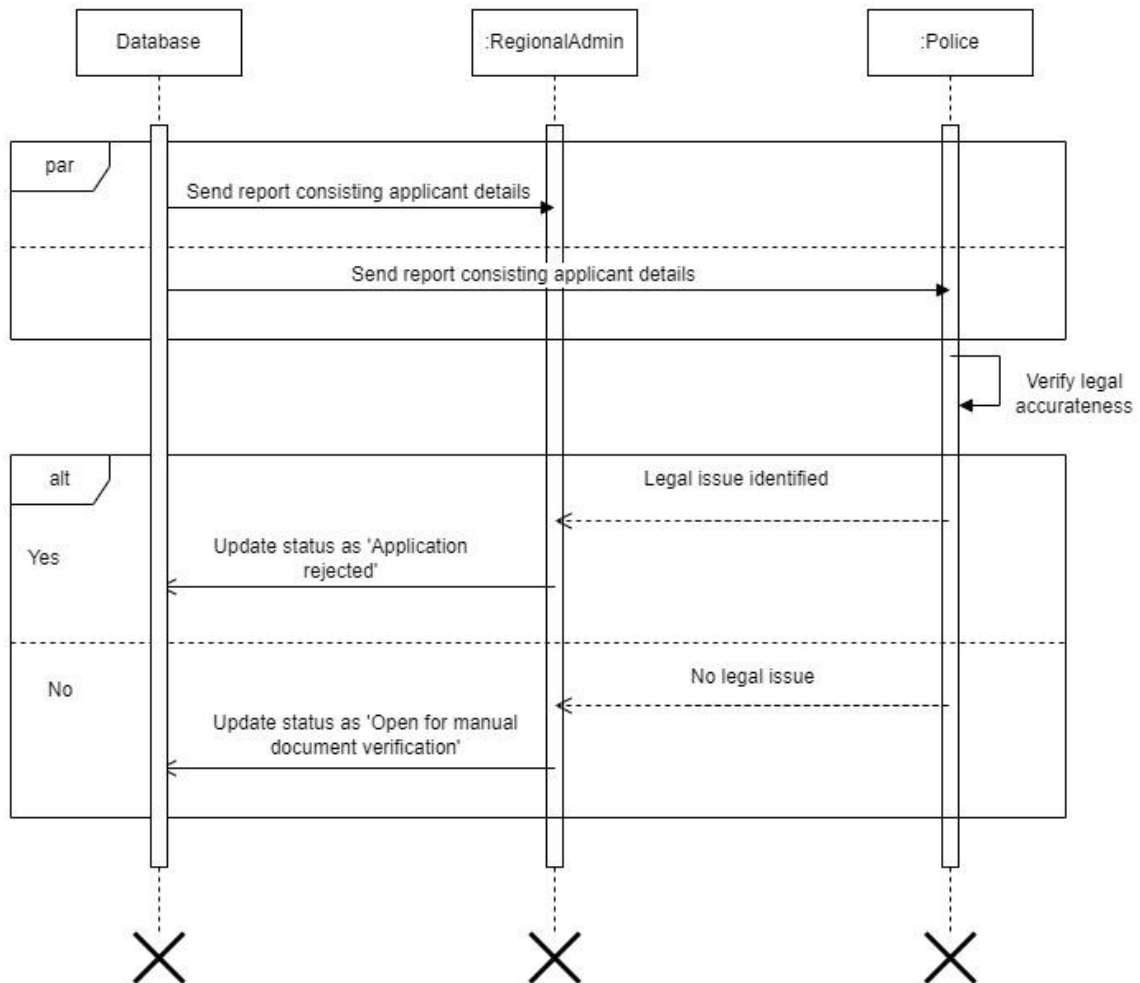 Database
:RegionalAdmin
:Police
par
Send report consisting applicant details
Send report consisting applicant details
Verify legal
accurateness
alt
Legal issue identified
Yes
Update status as 'Application
rejected'
No
No legal issue
Update status as 'Open for manual
document verification'